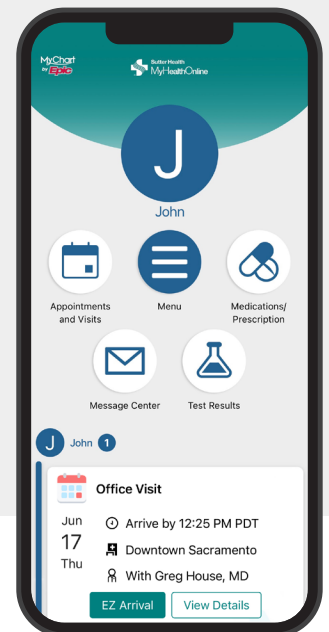 MyChart
by Epic
Sutter Health
MyHealthOnline
J
John
Appointments
and Visits
Menu
Medications/
Prescription
Message Center
Test Results
J John 1
Office Visit
Jun
17
Thu
Arrive by 12:25 PM PDT
Downtown Sacramento
With Greg House, MD
EZ Arrival
View Details